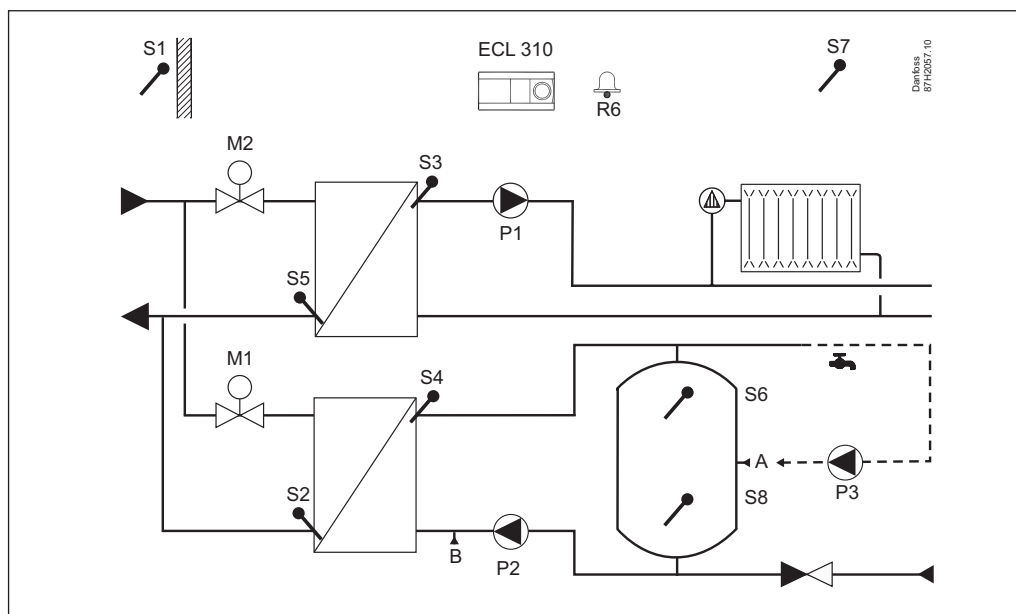 S1
ECL 310
S7
Danfoss
87H2057.10
R6
M2
S3
P1
S5
M1
S4
S6
A
P3
S2
S8
B
P2